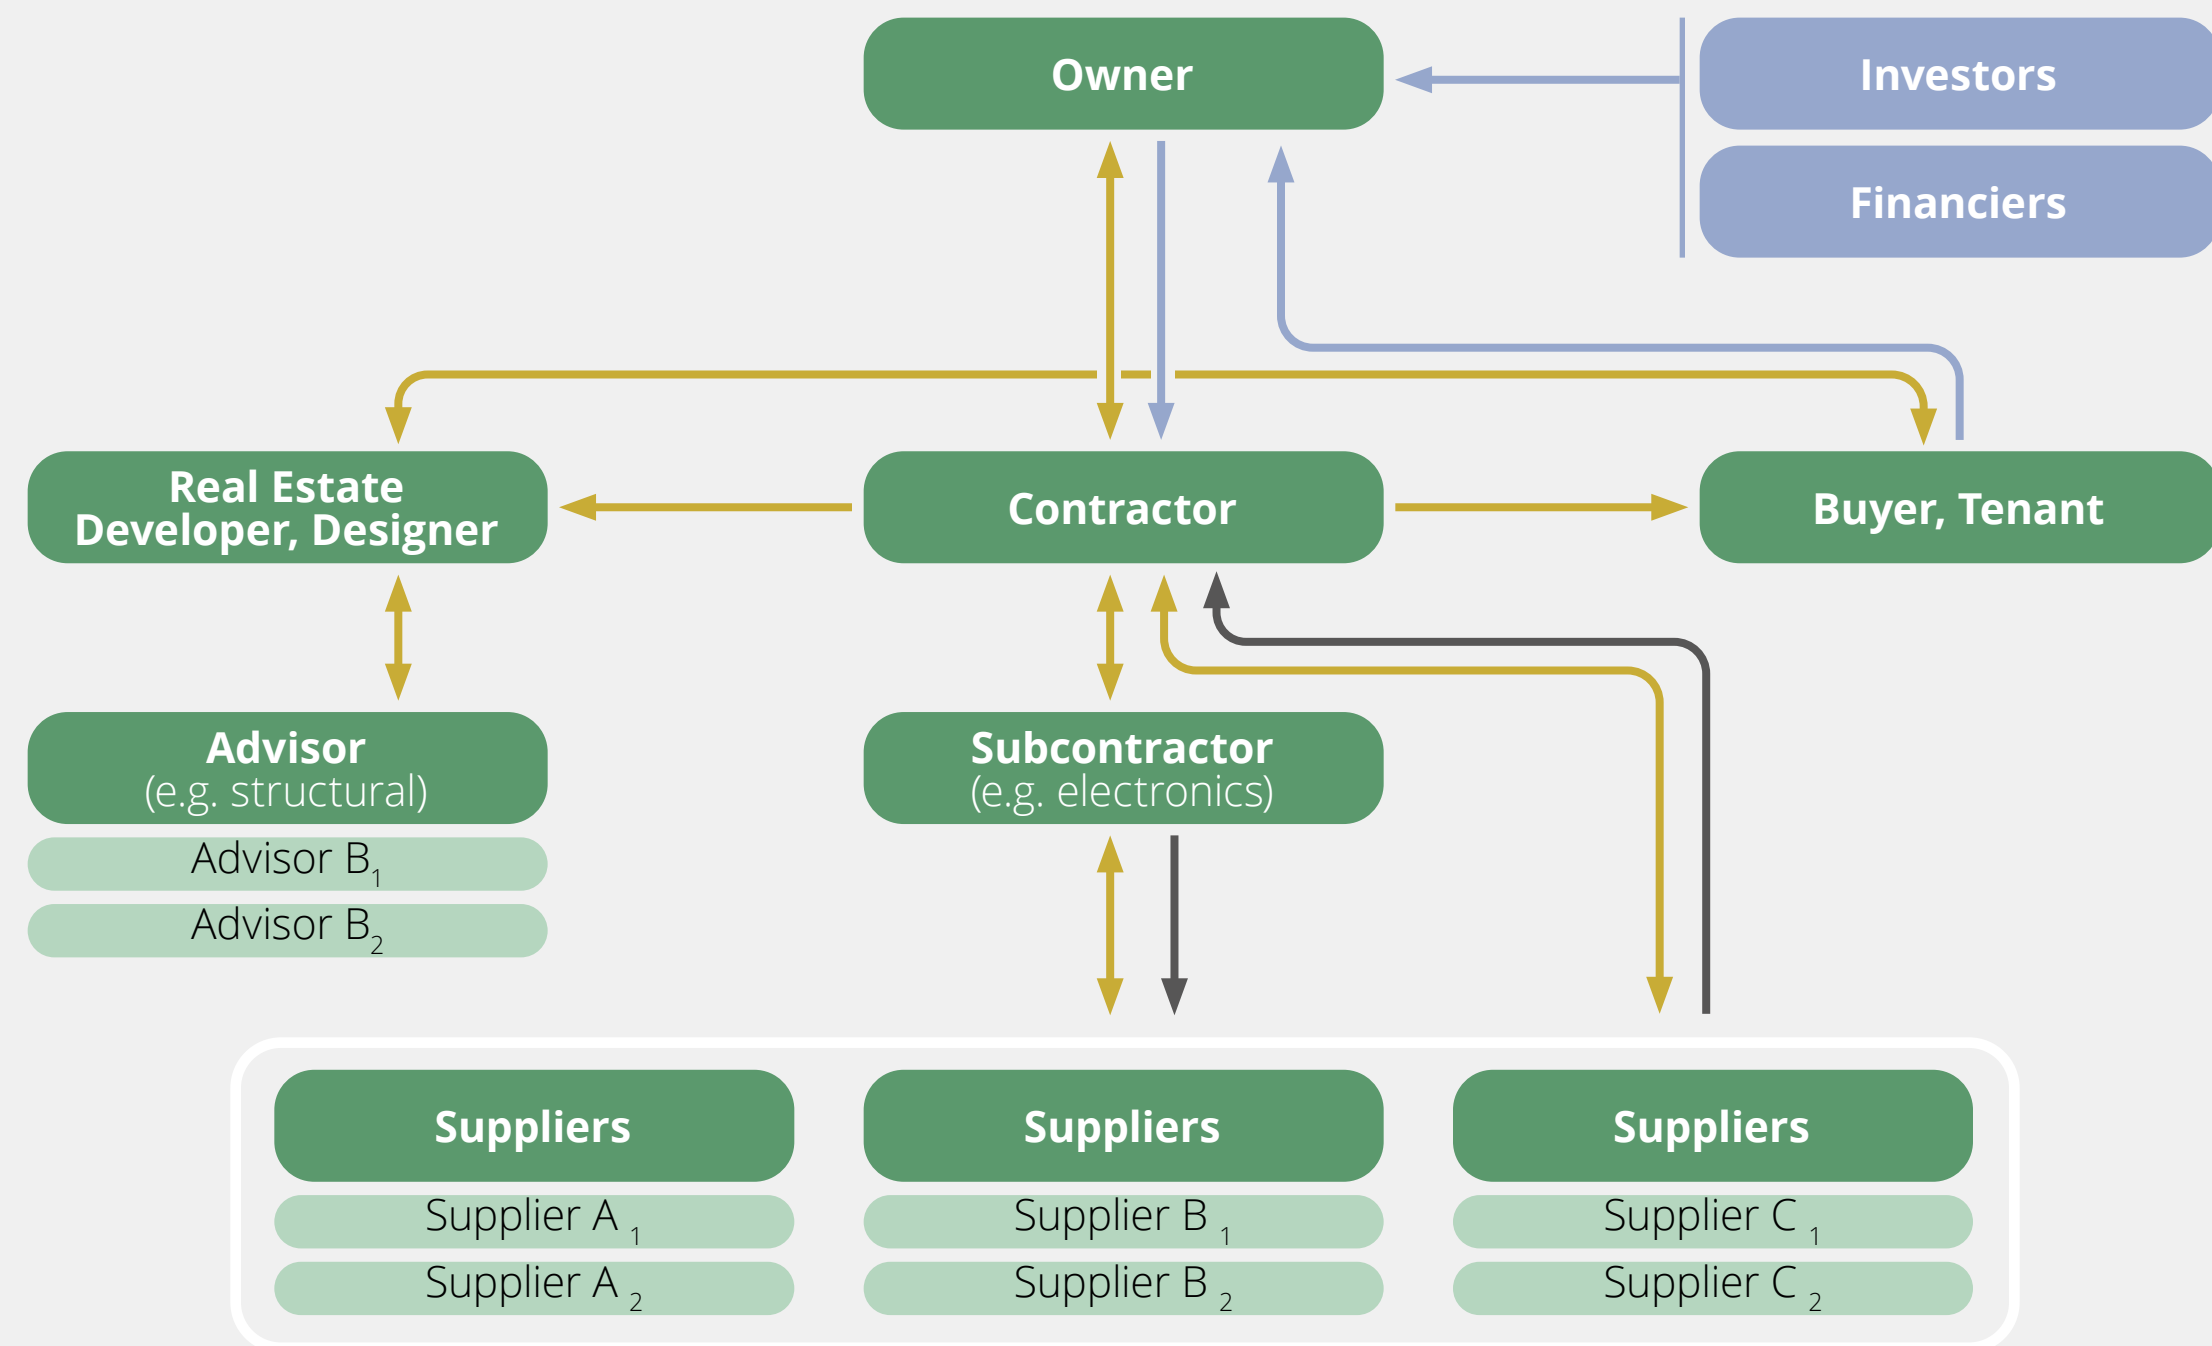 Owner
Investors
Financiers
Real Estate
Developer, Designer
Contractor
Buyer, Tenant
Advisor
(e.g. structural)
Advisor B1
Advisor B2
Subcontractor
(e.g. electronics)
Suppliers
Supplier A 1
Supplier A 2
Suppliers
Supplier B 1
Supplier B 2
Suppliers
Supplier C 1
Supplier C 2